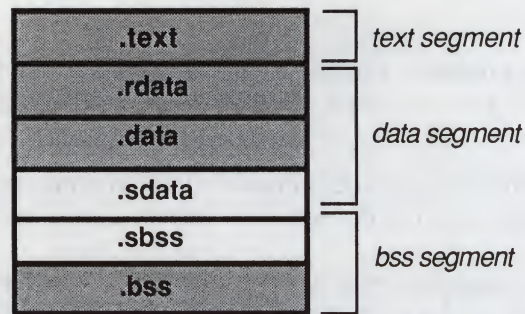 .text
text segment
.rdata
.data
data segment
.sdata
.sbss
bss segment
.bss